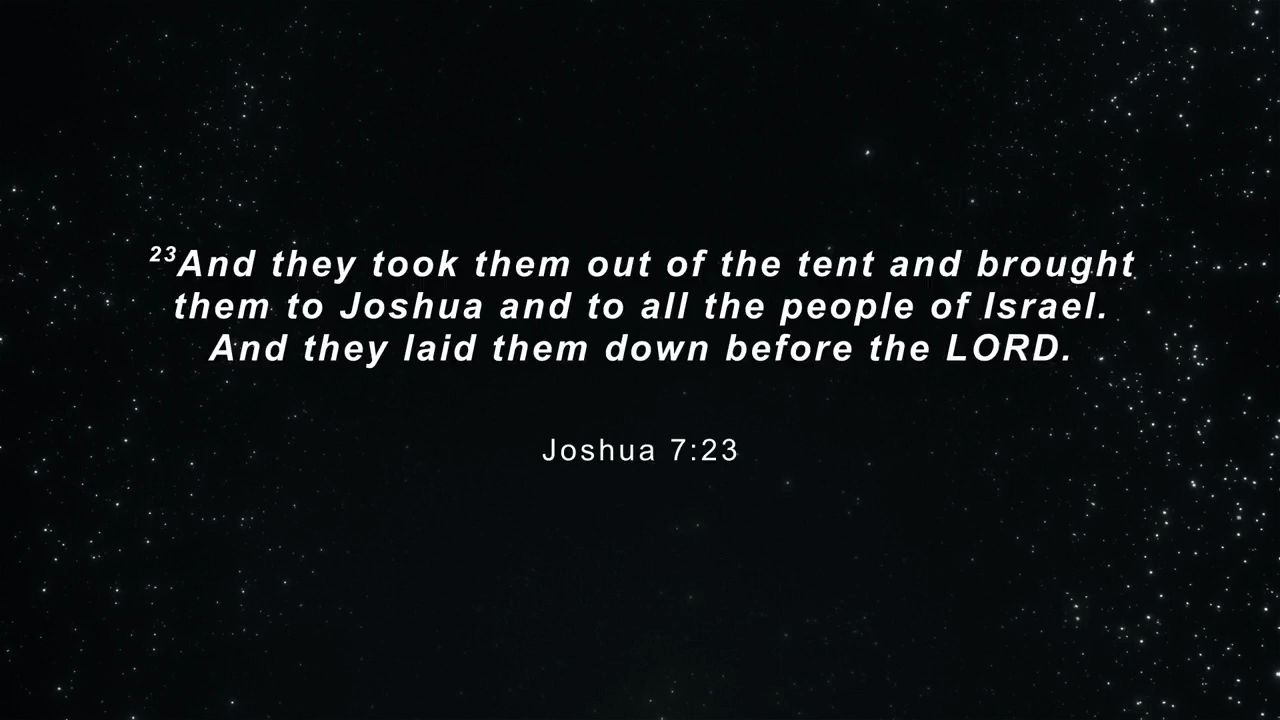 ²³And they took them out of the tent and brought
them to Joshua and to all the people of Israel.
And they laid them down before the LORD.
Joshua 7:23